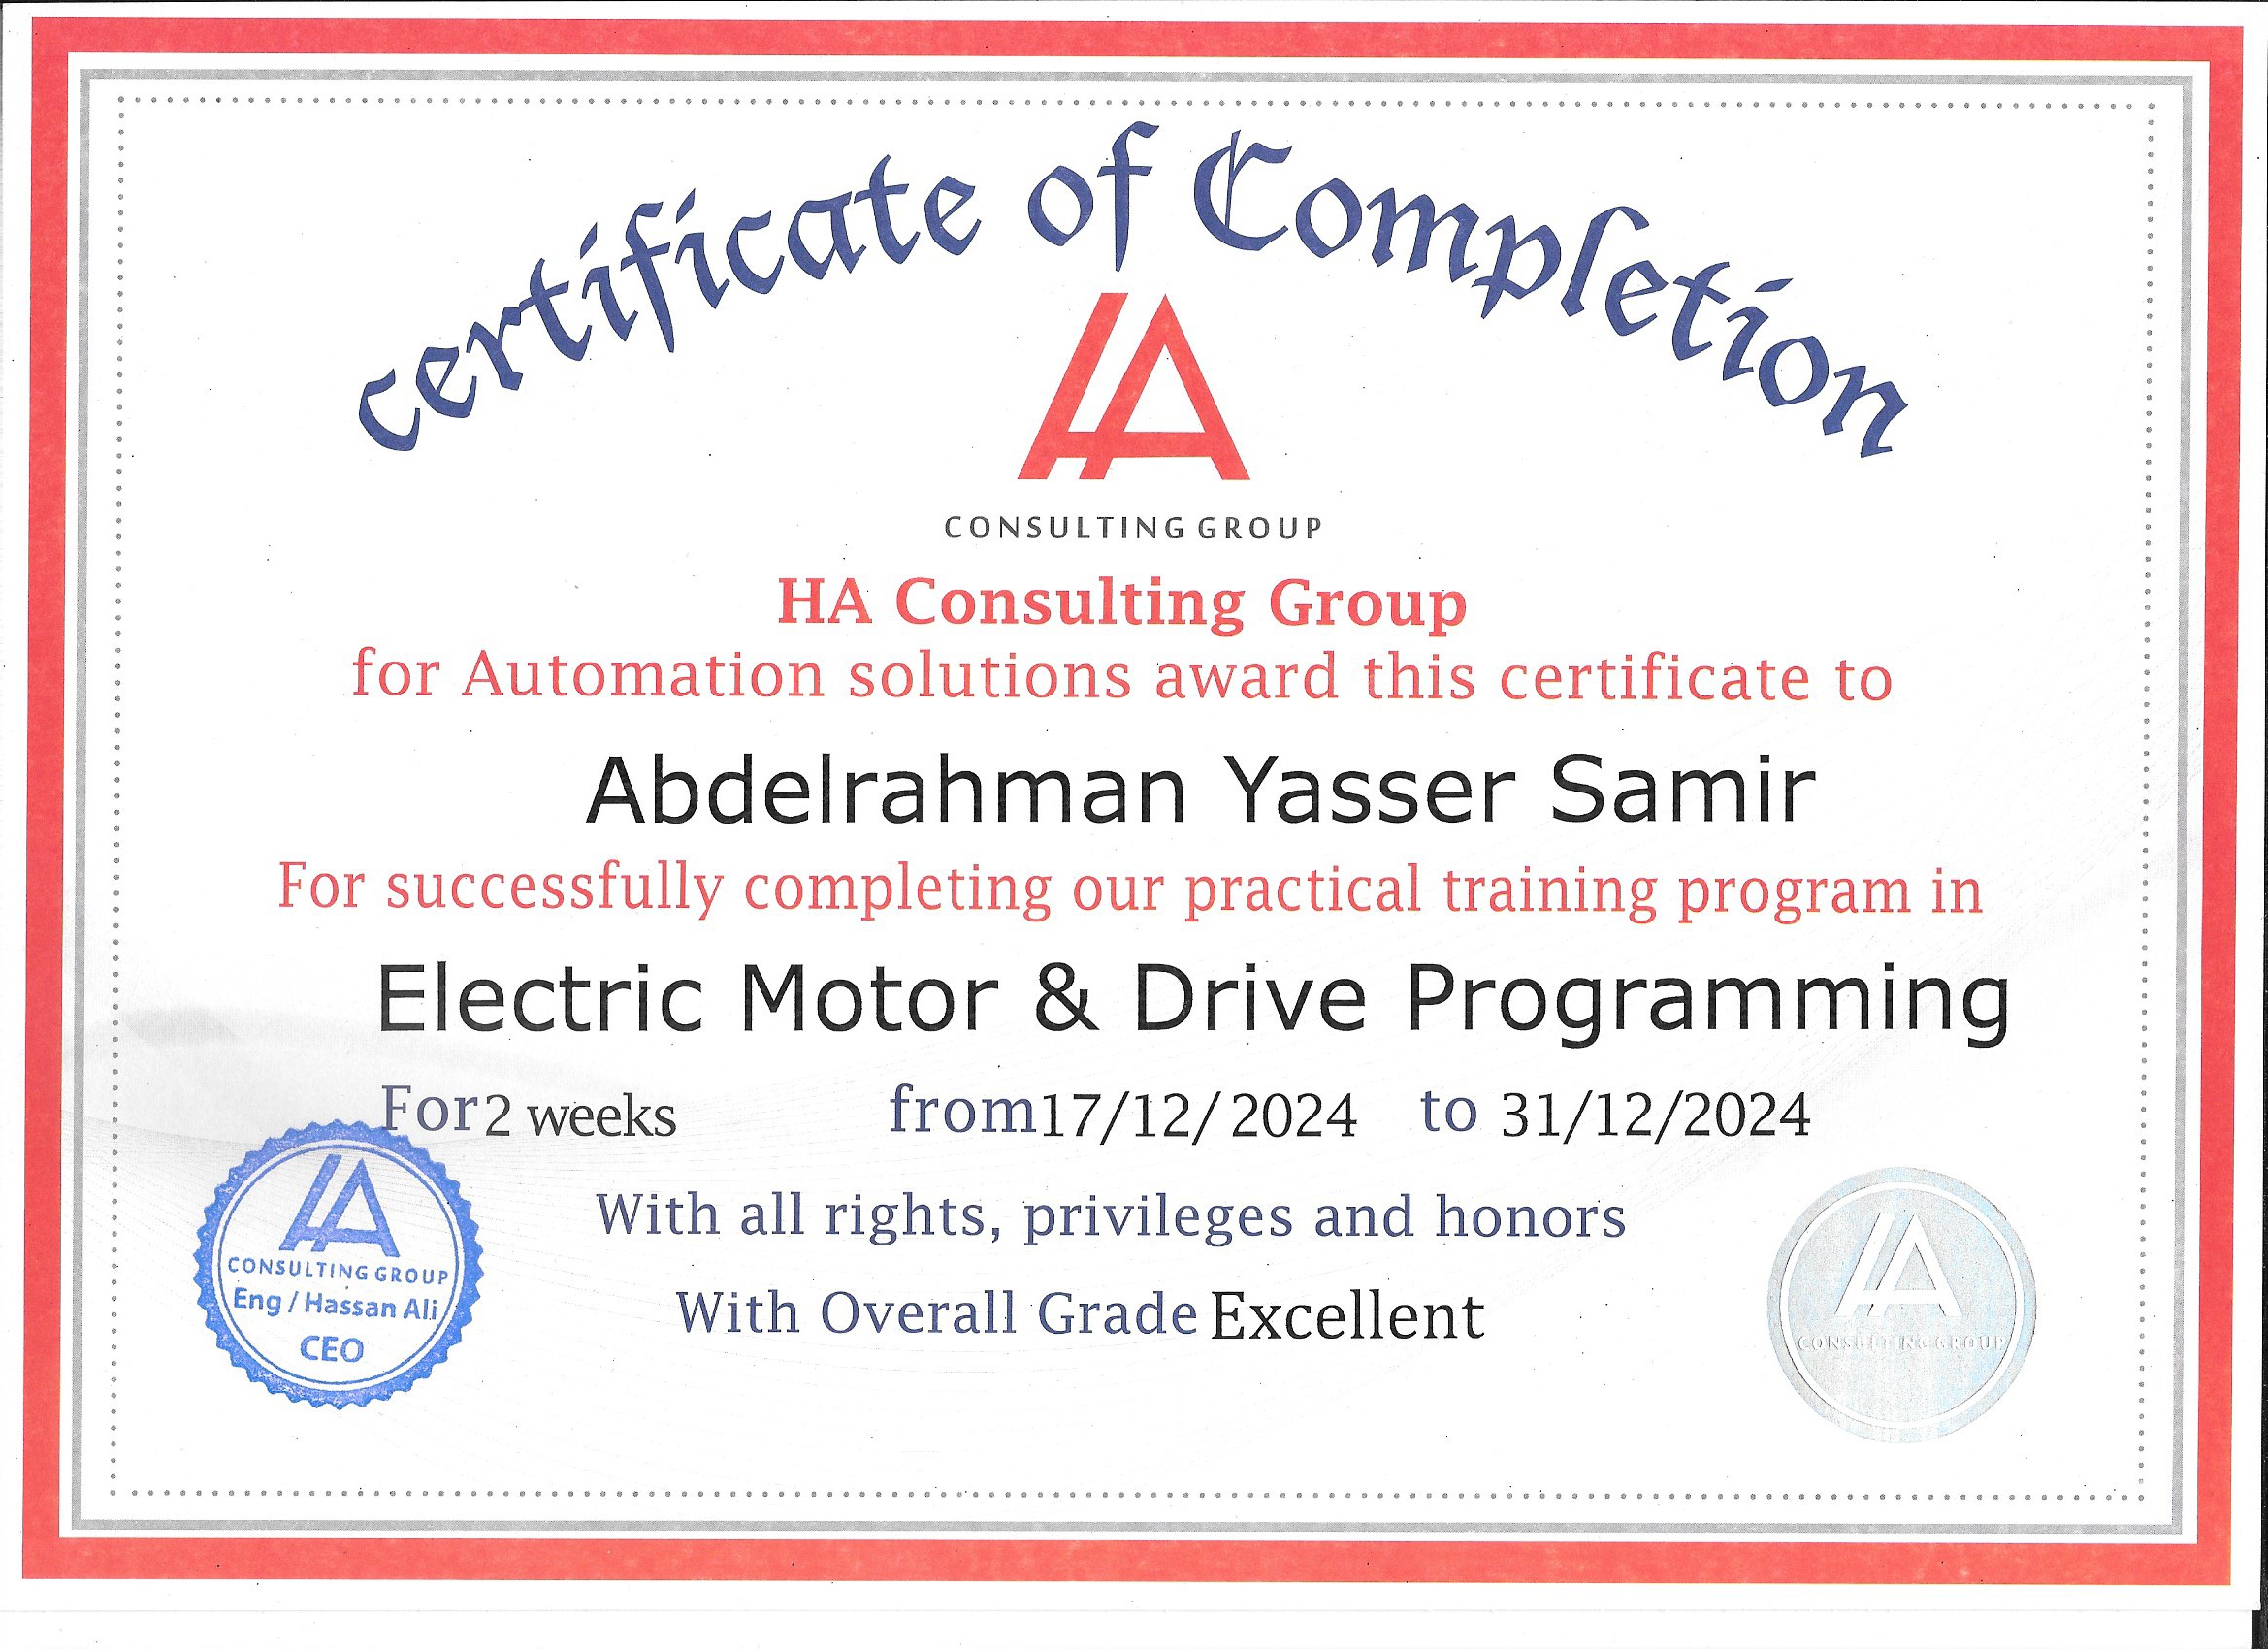 certificate of Completion
CONSULTING GROUP
HA Consulting Group
for Automation solutions award this certificate to
Abdelrahman Yasser Samir
For successfully completing our practical training program in
Electric Motor & Drive Programming
For 2 weeks from 17/12/2024 to 31/12/2024
With all rights, privileges and honors
With Overall Grade Excellent
HA
CONSULTING GROUP
Eng / Hassan Ali
CEO
HA
CONSULTING GROUP